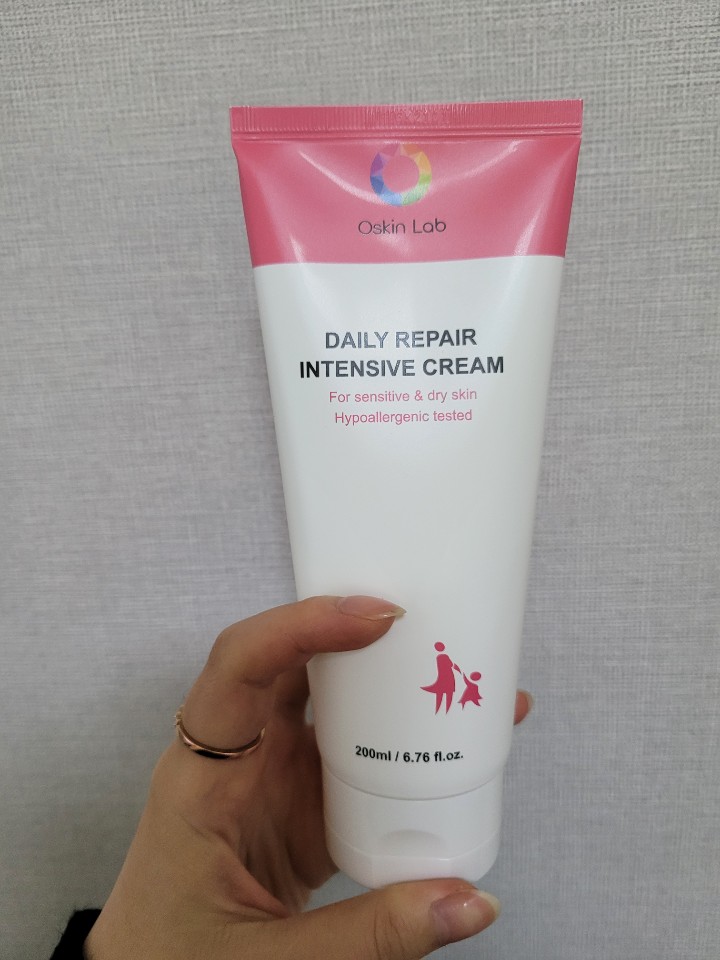 Oskin Lab
DAILY REPAIR
INTENSIVE CREAM
For sensitive & dry skin
Hypoallergenic tested
200ml / 6.76 fl.oz.